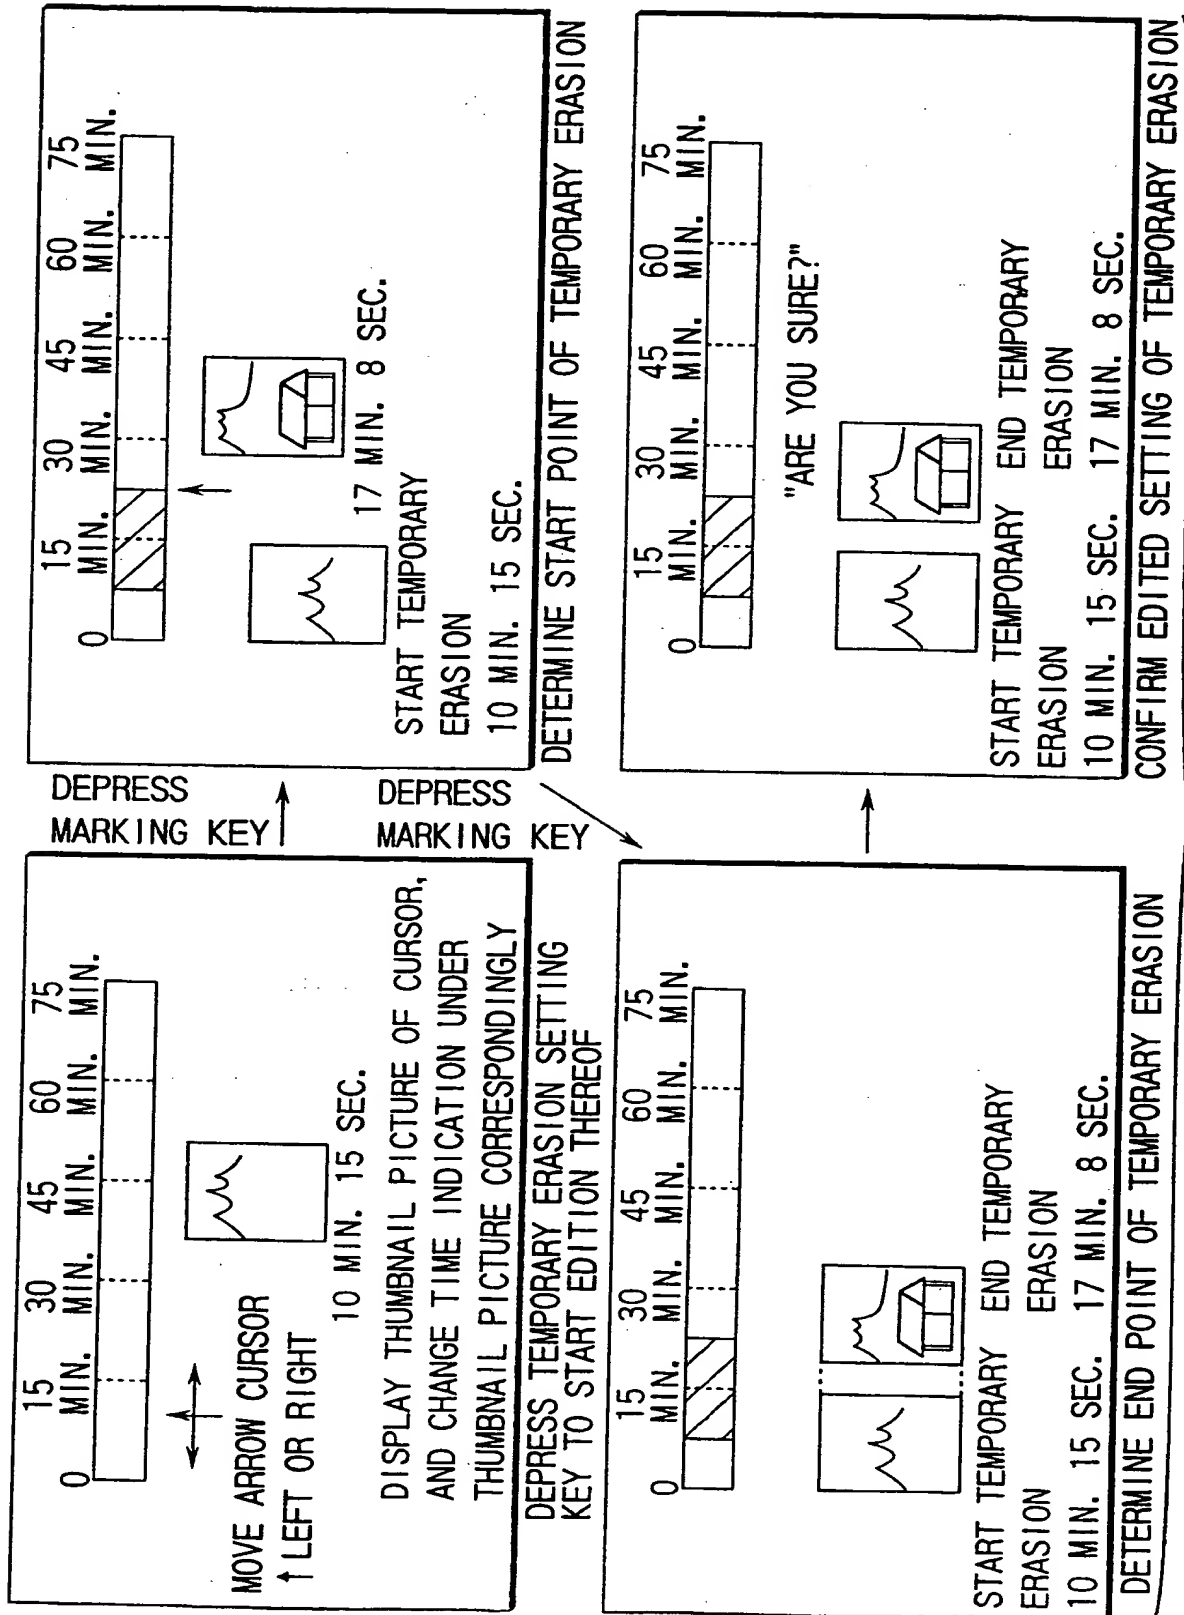 0 15 30 45 60 75
MIN. MIN. MIN. MIN. MIN.
MOVE ARROW CURSOR
↑ LEFT OR RIGHT
10 MIN. 15 SEC.
DISPLAY THUMBNAIL PICTURE OF CURSOR,
AND CHANGE TIME INDICATION UNDER
THUMBNAIL PICTURE CORRESPONDINGLY
DEPRESS TEMPORARY ERASION SETTING
KEY TO START EDITION THEREOF
DEPRESS
MARKING KEY
0 15 30 45 60 75
MIN. MIN. MIN. MIN. MIN.
17 MIN. 8 SEC.
START TEMPORARY
ERASION
10 MIN. 15 SEC.
DETERMINE START POINT OF TEMPORARY ERASION
DEPRESS
MARKING KEY
0 15 30 45 60 75
MIN. MIN. MIN. MIN. MIN.
START TEMPORARY END TEMPORARY
ERASION ERASION
10 MIN. 15 SEC. 17 MIN. 8 SEC.
DETERMINE END POINT OF TEMPORARY ERASION
0 15 30 45 60 75
MIN. MIN. MIN. MIN. MIN.
"ARE YOU SURE?"
START TEMPORARY END TEMPORARY
ERASION ERASION
10 MIN. 15 SEC. 17 MIN. 8 SEC.
CONFIRM EDITED SETTING OF TEMPORARY ERASION